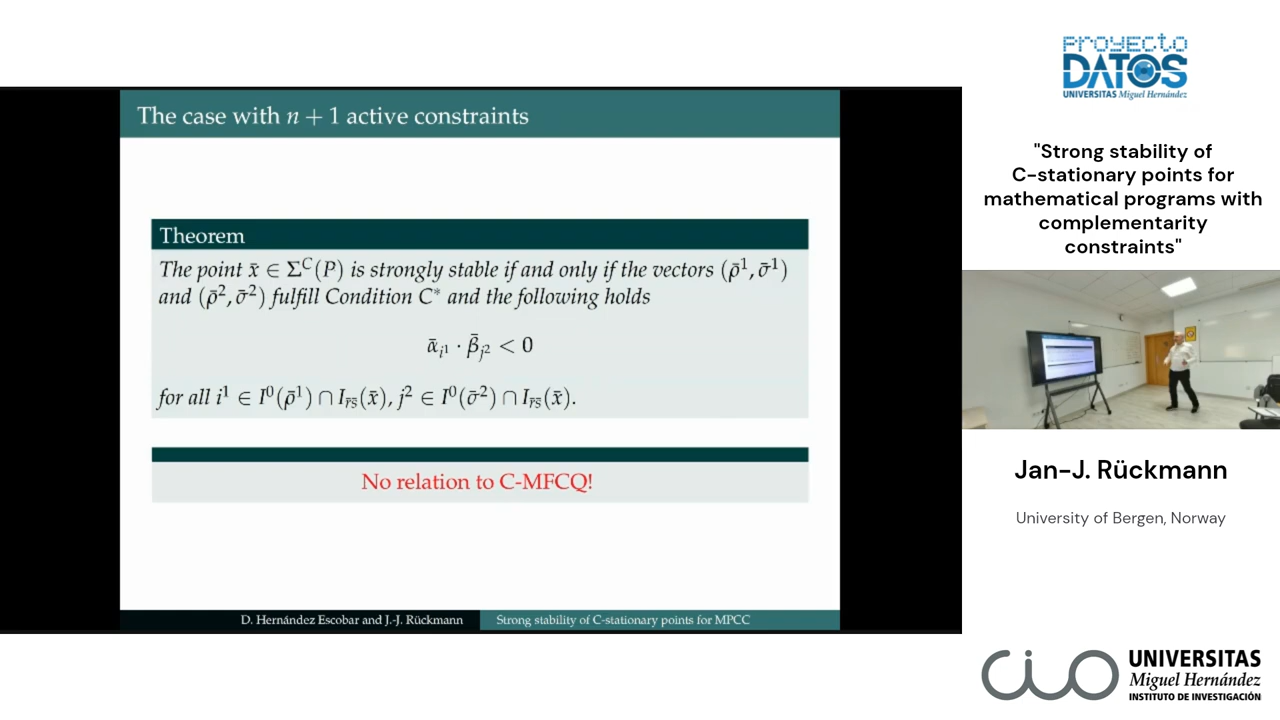 The case with n + 1 active constraints
Theorem
The point x̄ ∈ Σ^C(P) is strongly stable if and only if the vectors (ρ̄¹, σ̄¹)
and (ρ̄², σ̄²) fulfill Condition C* and the following holds
ᾱ_{i¹} · β̄_{j²} < 0
for all i¹ ∈ I⁰(ρ̄¹) ∩ I_{r̄s̄}(x̄), j² ∈ I⁰(σ̄²) ∩ I_{r̄s̄}(x̄).
No relation to C-MFCQ!
D. Hernández Escobar and J.-J. Rückmann
Strong stability of C-stationary points for MPCC
PROYECTO
DATOS
UNIVERSITAS Miguel Hernández
"Strong stability of
C-stationary points for
mathematical programs with
complementarity
constraints"
Jan-J. Rückmann
University of Bergen, Norway
cio
UNIVERSITAS
Miguel Hernández
INSTITUTO DE INVESTIGACIÓN